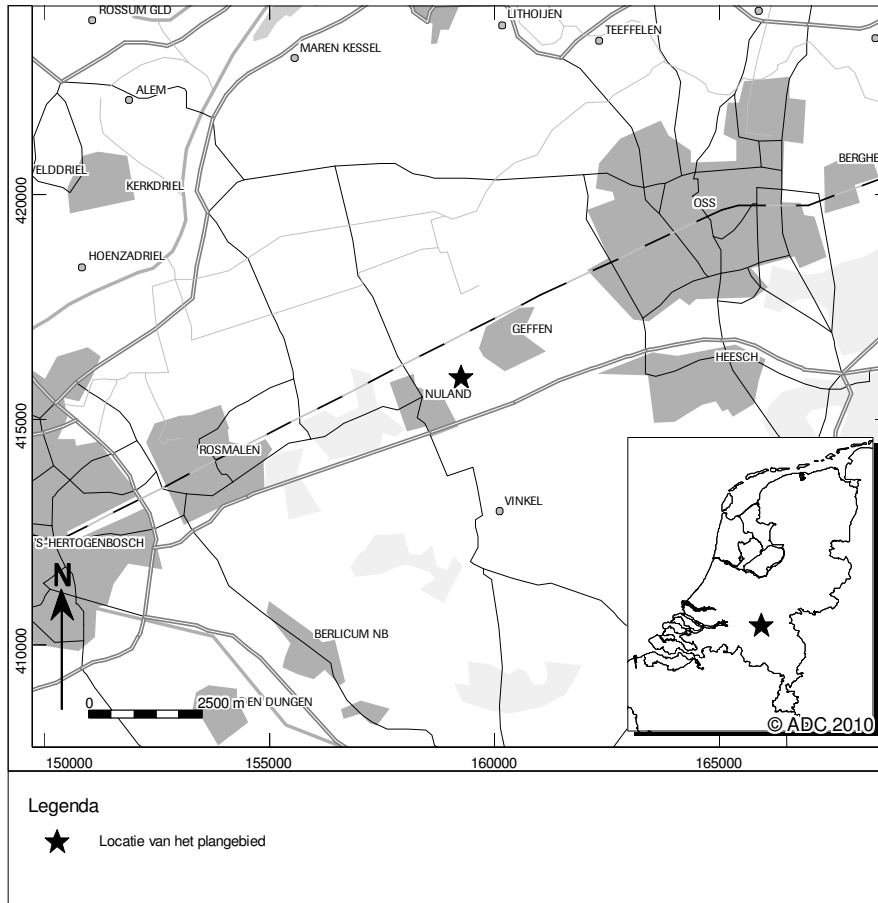 ROSSUM GLD
LITHOIJEN
TEEFFELEN
MAREN KESSEL
ALEM
VELDDRIEL
KERKDRIEL
BERGHE
420000
OSS
HOENZADRIEL
GEFFEN
HEESCH
NULAND
415000
ROSMALEN
VINKEL
'S-HERTOGENBOSCH
N
BERLICUM NB
410000
0
2500 m
DEN DUNGEN
© ADC 2010
150000
155000
160000
165000
Legenda
Locatie van het plangebied